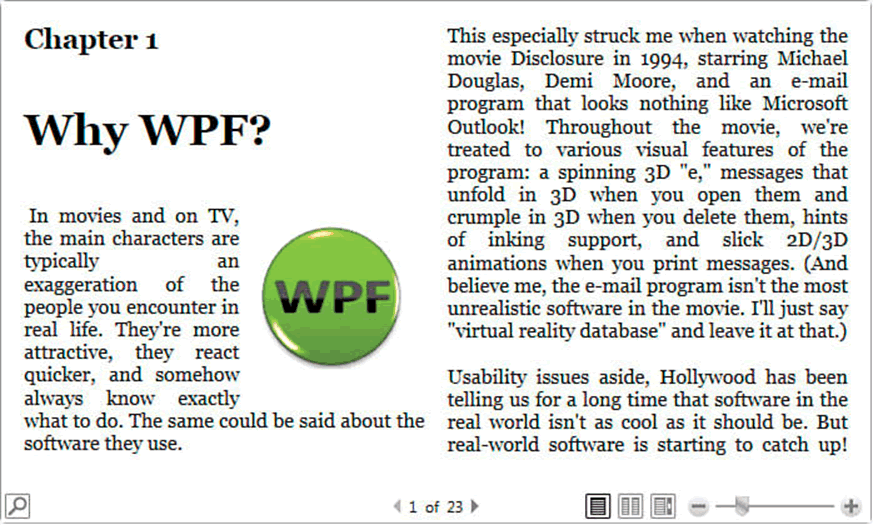 Chapter 1
Why WPF?
In movies and on TV,
the main characters are
typically an
exaggeration of the
people you encounter in
real life. They're more
attractive, they react
quicker, and somehow
always know exactly
what to do. The same could be said about the
software they use.
WPF
This especially struck me when watching the
movie Disclosure in 1994, starring Michael
Douglas, Demi Moore, and an e-mail
program that looks nothing like Microsoft
Outlook! Throughout the movie, we're
treated to various visual features of the
program: a spinning 3D "e," messages that
unfold in 3D when you open them and
crumple in 3D when you delete them, hints
of inking support, and slick 2D/3D
animations when you print messages. (And
believe me, the e-mail program isn't the most
unrealistic software in the movie. I'll just say
"virtual reality database" and leave it at that.)
Usability issues aside, Hollywood has been
telling us for a long time that software in the
real world isn't as cool as it should be. But
real-world software is starting to catch up!
1 of 23